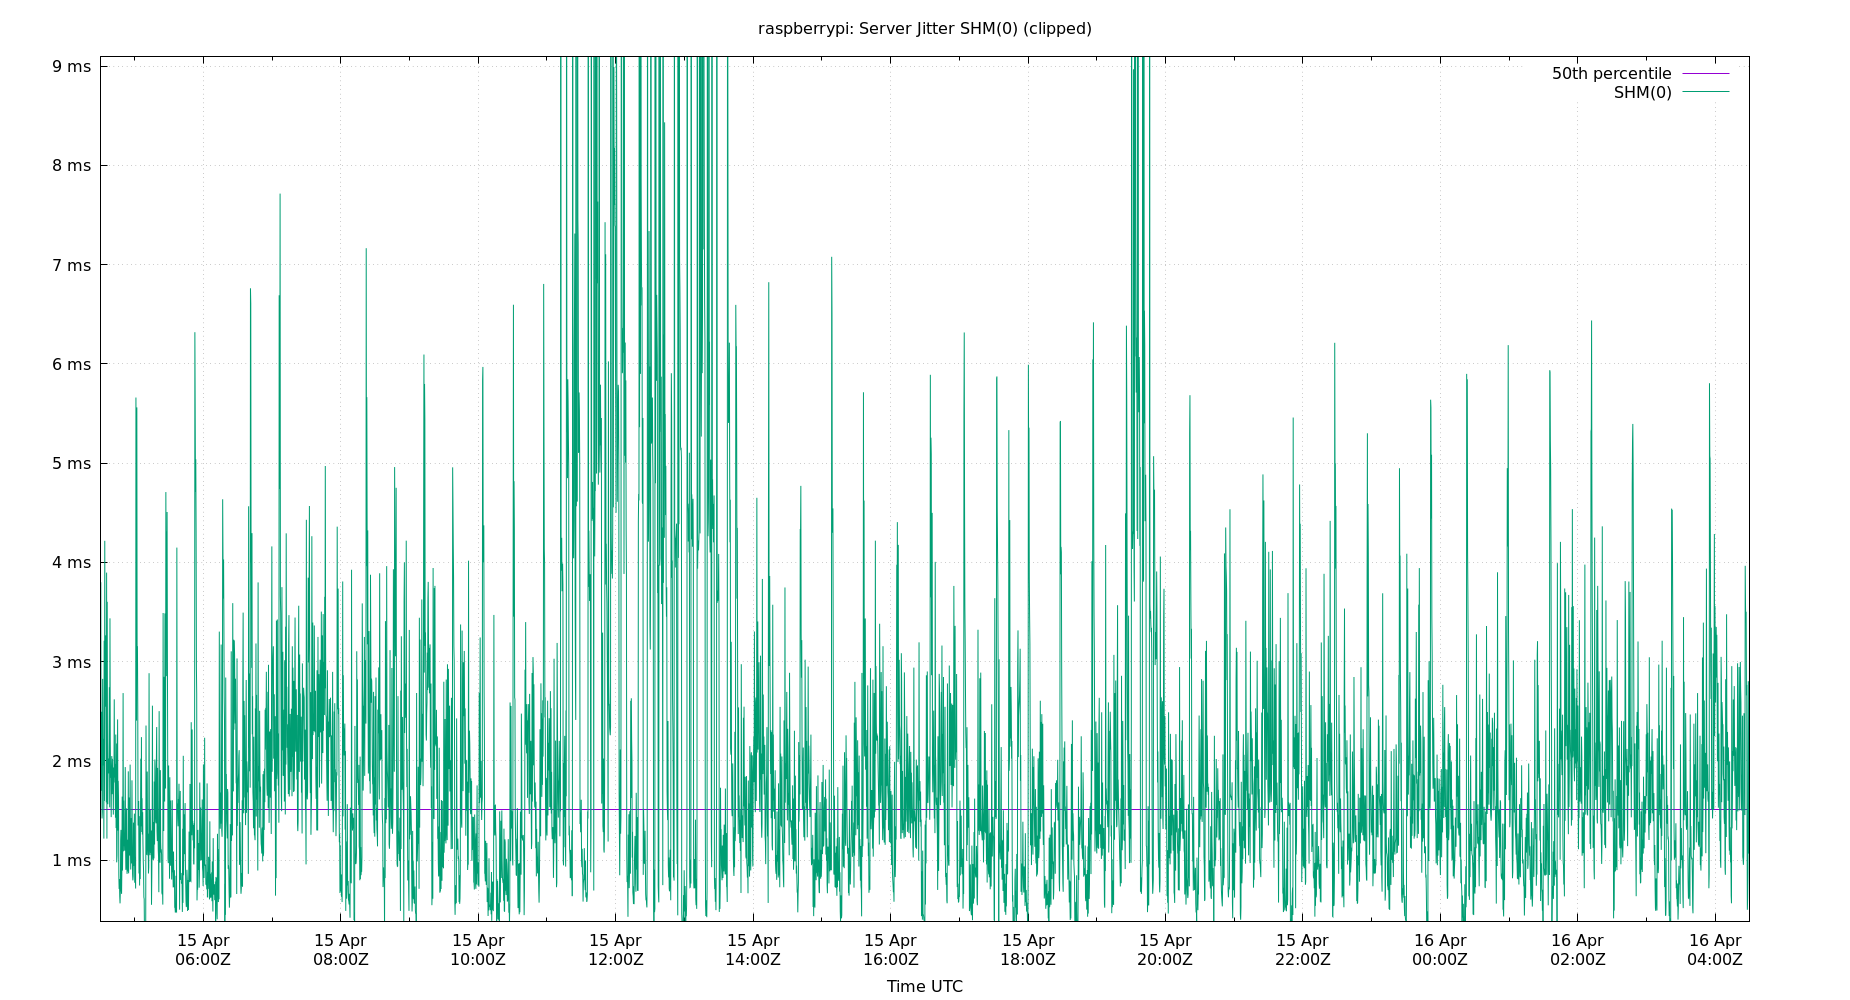 raspberrypi: Server Jitter SHM(0) (clipped)
9 ms
8 ms
7 ms
6 ms
5 ms
4 ms
3 ms
2 ms
1 ms
50th percentile
SHM(0)
15 Apr 15 Apr 15 Apr 15 Apr 15 Apr 15 Apr 15 Apr 15 Apr 15 Apr 16 Apr 16 Apr 16 Apr
06:00Z 08:00Z 10:00Z 12:00Z 14:00Z 16:00Z 18:00Z 20:00Z 22:00Z 00:00Z 02:00Z 04:00Z
Time UTC